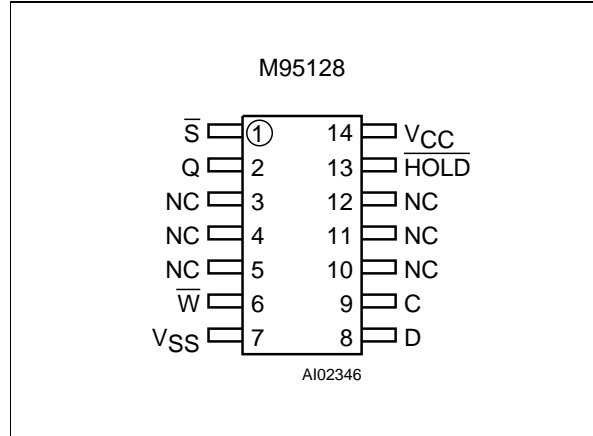 M95128
S̅ 1 14 VCC
Q 2 13 H̅O̅L̅D̅
NC 3 12 NC
NC 4 11 NC
NC 5 10 NC
W̅ 6 9 C
VSS 7 8 D
AI02346